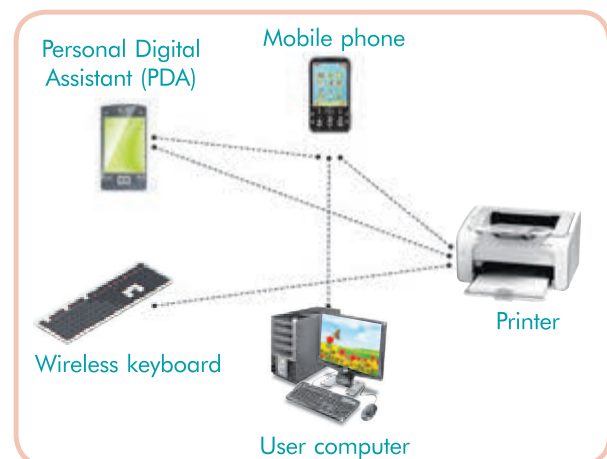 Personal Digital
Assistant (PDA)
Mobile phone
Printer
Wireless keyboard
User computer